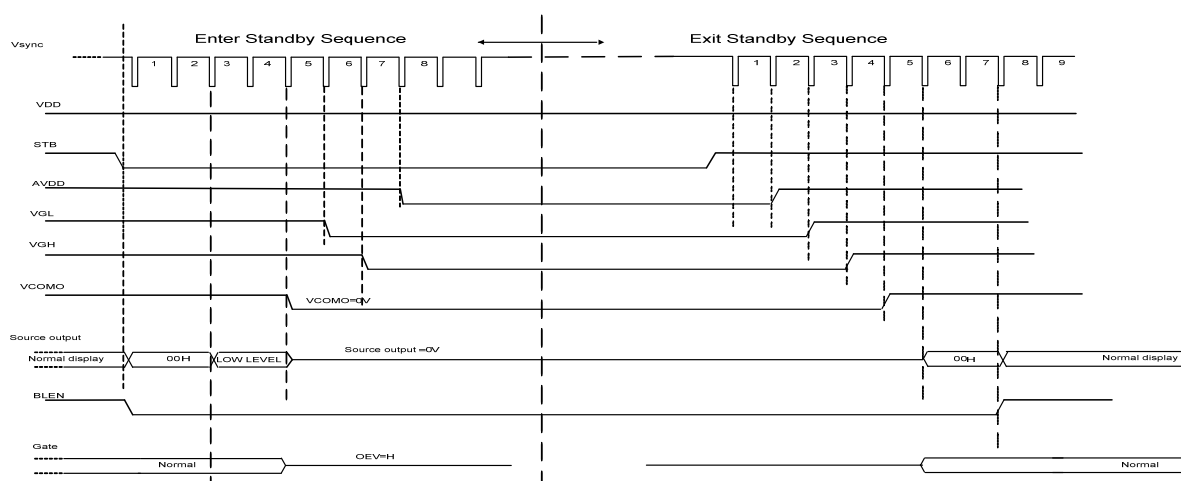 Enter Standby Sequence
Exit Standby Sequence
Vsync
1 2 3 4 5 6 7 8
1 2 3 4 5 6 7 8 9
VDD
STB
AVDD
VGL
VGH
VCOMO
VCOMO=0V
Source output
Normal display
00H
LOW LEVEL
Source output =0V
00H
Normal display
BLEN
Gate
Normal
OEV=H
Normal